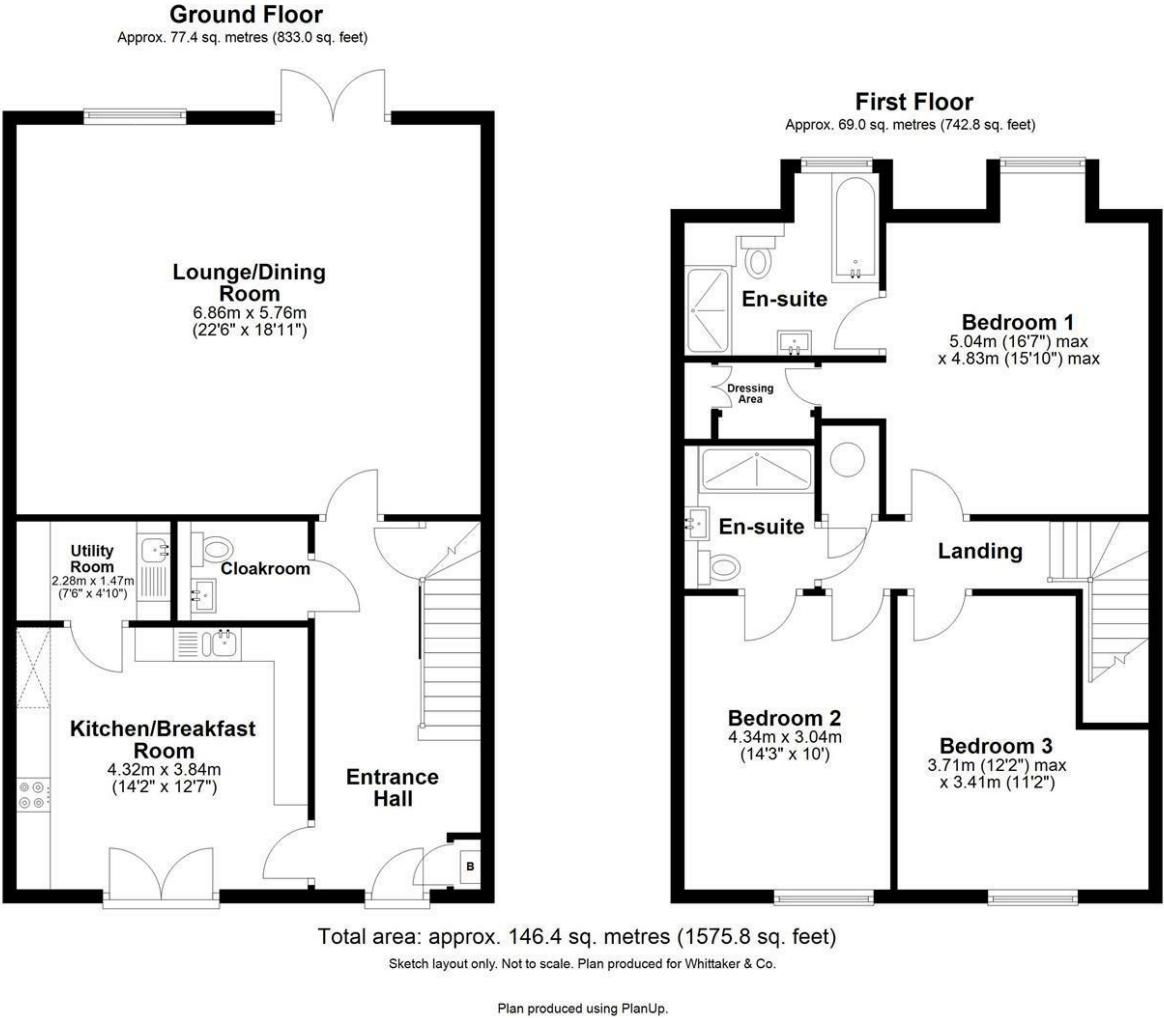 Ground Floor
Approx. 77.4 sq. metres (833.0 sq. feet)
Lounge/Dining
Room
6.86m x 5.76m
(22'6" x 18'11")
Utility
Room
2.28m x 1.47m
(7'6" x 4'10")
Cloakroom
Kitchen/Breakfast
Room
4.32m x 3.84m
(14'2" x 12'7")
Entrance
Hall
B
First Floor
Approx. 69.0 sq. metres (742.8 sq. feet)
En-suite
Bedroom 1
5.04m (16'7") max
x 4.83m (15'10") max
Dressing
Area
En-suite
Landing
Bedroom 2
4.34m x 3.04m
(14'3" x 10')
Bedroom 3
3.71m (12'2") max
x 3.41m (11'2")
Total area: approx. 146.4 sq. metres (1575.8 sq. feet)
Sketch layout only. Not to scale. Plan produced for Whittaker & Co.
Plan produced using PlanUp.